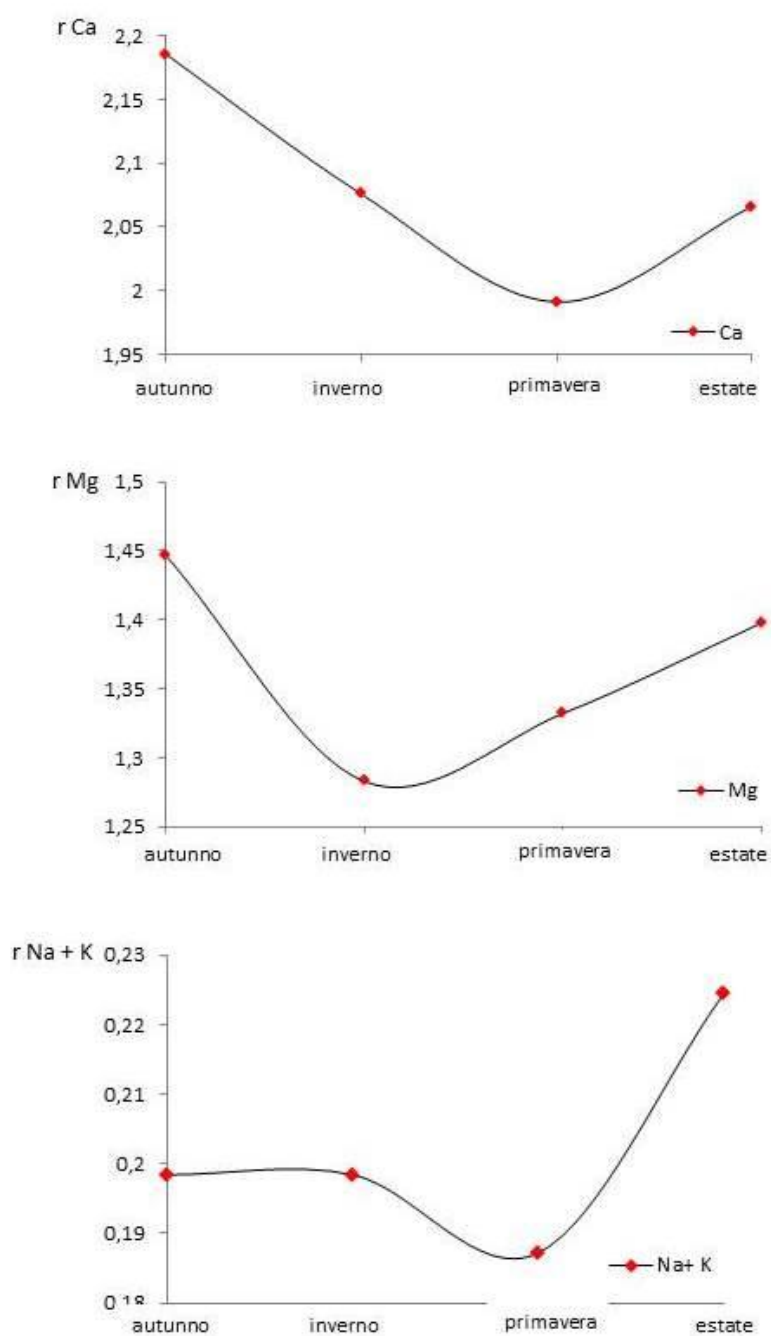 r Ca
2,2
2,15
2,1
2,05
2
1,95
Ca
autunno inverno primavera estate
r Mg
1,5
1,45
1,4
1,35
1,3
1,25
Mg
autunno inverno primavera estate
r Na + K
0,23
0,22
0,21
0,2
0,19
0,18
Na+ K
autunno inverno primavera estate